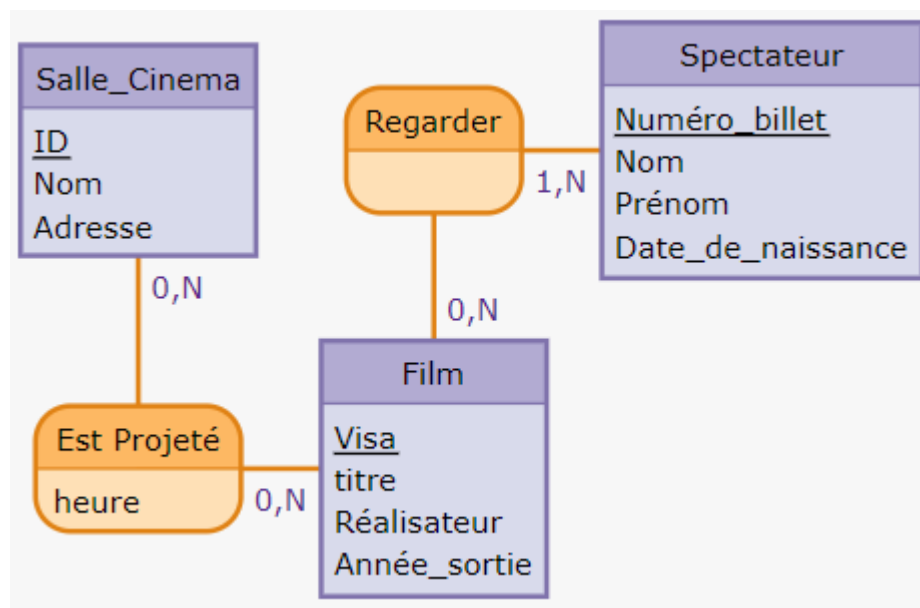 Salle_Cinema
ID
Nom
Adresse
0,N
Regarder
1,N
Spectateur
Numéro_billet
Nom
Prénom
Date_de_naissance
0,N
Est Projeté
heure
0,N
Film
Visa
titre
Réalisateur
Année_sortie